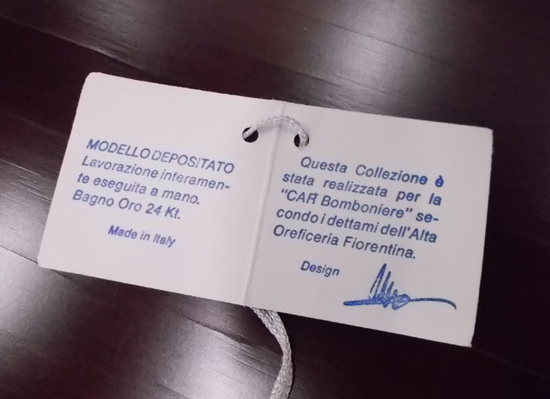 MODELLO DEPOSITATO
Lavorazione interamen-
te eseguita a mano.
Bagno Oro 24 Kt.
Made in Italy
Questa Collezione è
stata realizzata per la
"CAR Bomboniere" se-
condo i dettami dell'Alta
Oreficeria Fiorentina.
Design